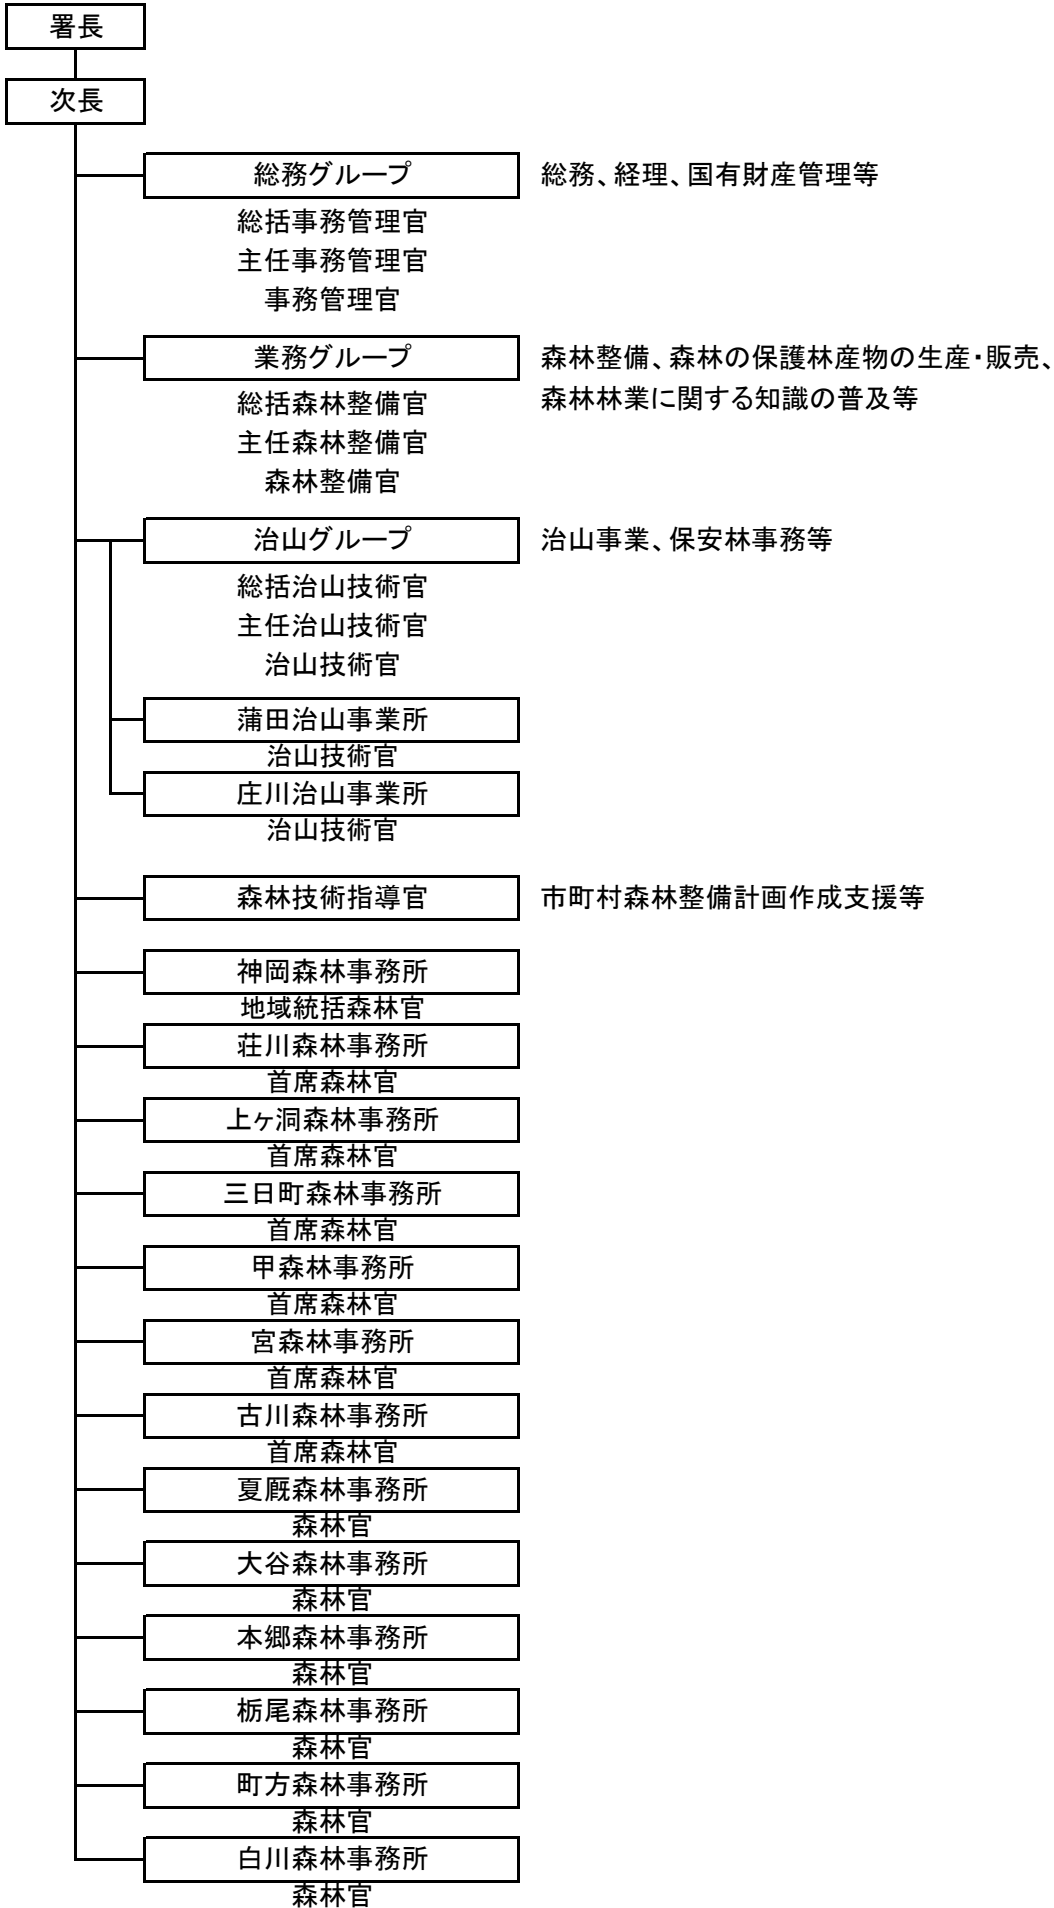 署長
次長
総務グループ 総務、経理、国有財産管理等
総括事務管理官
主任事務管理官
事務管理官
業務グループ 森林整備、森林の保護林産物の生産・販売、
森林林業に関する知識の普及等
総括森林整備官
主任森林整備官
森林整備官
治山グループ 治山事業、保安林事務等
総括治山技術官
主任治山技術官
治山技術官
蒲田治山事業所
治山技術官
庄川治山事業所
治山技術官
森林技術指導官 市町村森林整備計画作成支援等
神岡森林事務所
地域統括森林官
荘川森林事務所
首席森林官
上ヶ洞森林事務所
首席森林官
三日町森林事務所
首席森林官
甲森林事務所
首席森林官
宮森林事務所
首席森林官
古川森林事務所
首席森林官
夏厩森林事務所
森林官
大谷森林事務所
森林官
本郷森林事務所
森林官
栃尾森林事務所
森林官
町方森林事務所
森林官
白川森林事務所
森林官